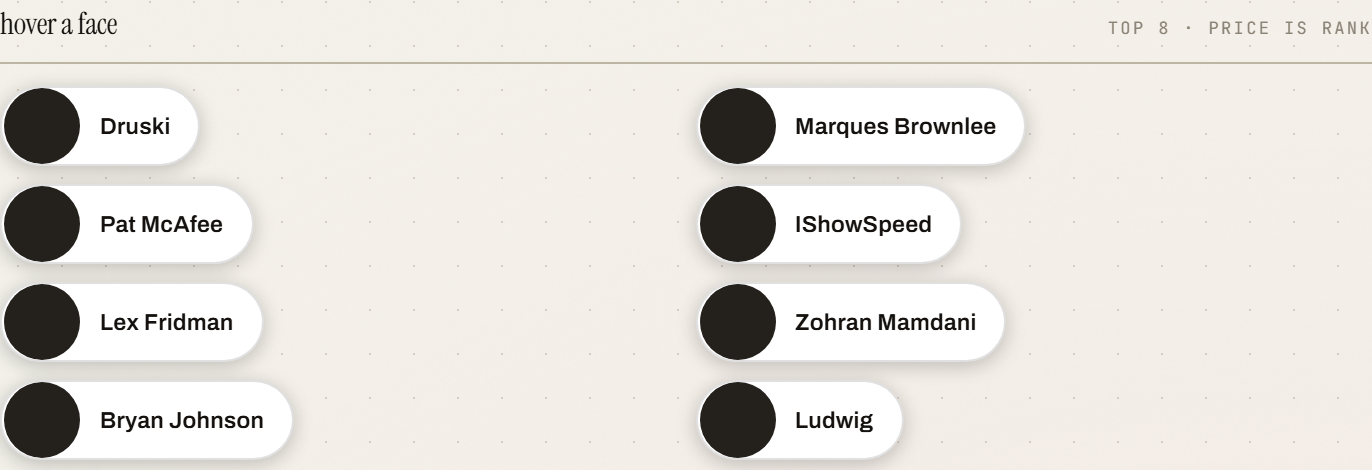 hover a face
TOP 8 · PRICE IS RANK
Druski
Marques Brownlee
Pat McAfee
IShowSpeed
Lex Fridman
Zohran Mamdani
Bryan Johnson
Ludwig